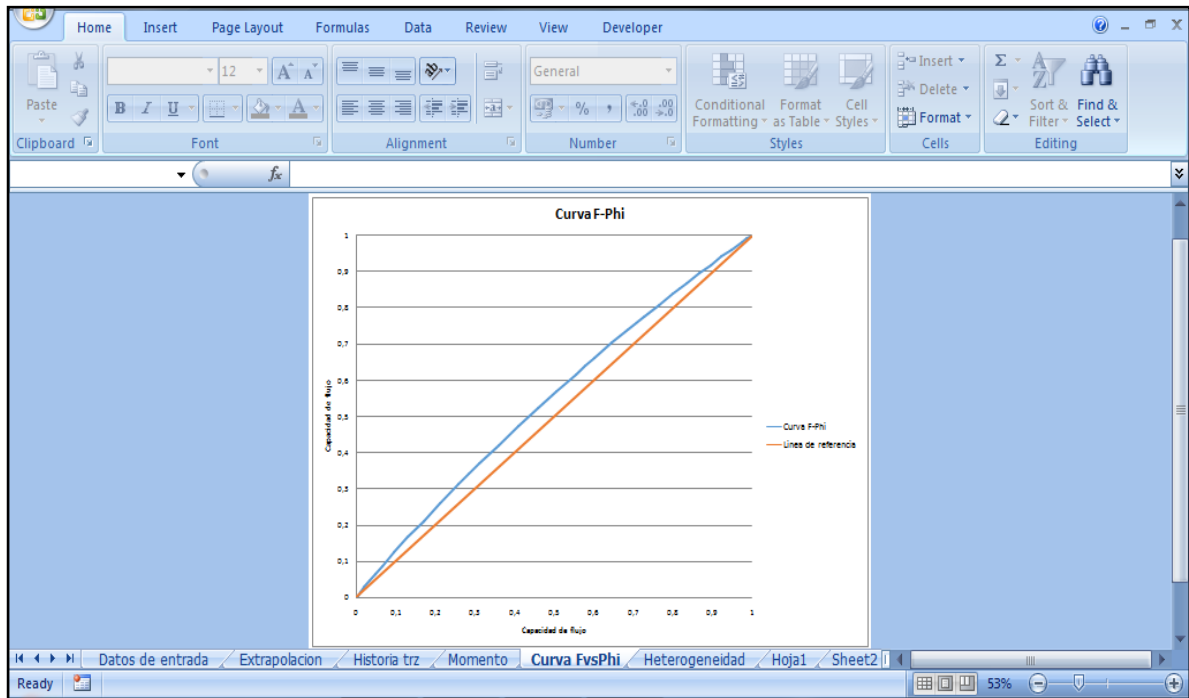 Home Insert Page Layout Formulas Data Review View Developer
Paste
12 A A
General
Conditional Formatting
Format as Table
Cell Styles
Insert
Delete
Format
Σ
Sort & Filter
Find & Select
B I U A
% , ,0 ,00 ,00 ,0
Clipboard Font Alignment Number Styles Cells Editing
fx
Curva F-Phi
1
0,9
0,8
0,7
0,6
0,5
0,4
0,3
0,2
0,1
0
Capacidad de flujo
Curva F-Phi
Linea de referencia
0 0,1 0,2 0,3 0,4 0,5 0,6 0,7 0,8 0,9 1
Capacidad de flujo
Datos de entrada Extrapolacion Historia trz Momento Curva FvsPhi Heterogeneidad Hoja1 Sheet2
Ready 53%